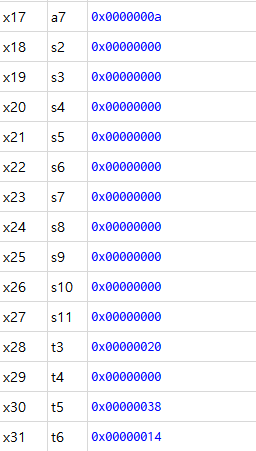 x17 a7 0x0000000a
x18 s2 0x00000000
x19 s3 0x00000000
x20 s4 0x00000000
x21 s5 0x00000000
x22 s6 0x00000000
x23 s7 0x00000000
x24 s8 0x00000000
x25 s9 0x00000000
x26 s10 0x00000000
x27 s11 0x00000000
x28 t3 0x00000020
x29 t4 0x00000000
x30 t5 0x00000038
x31 t6 0x00000014